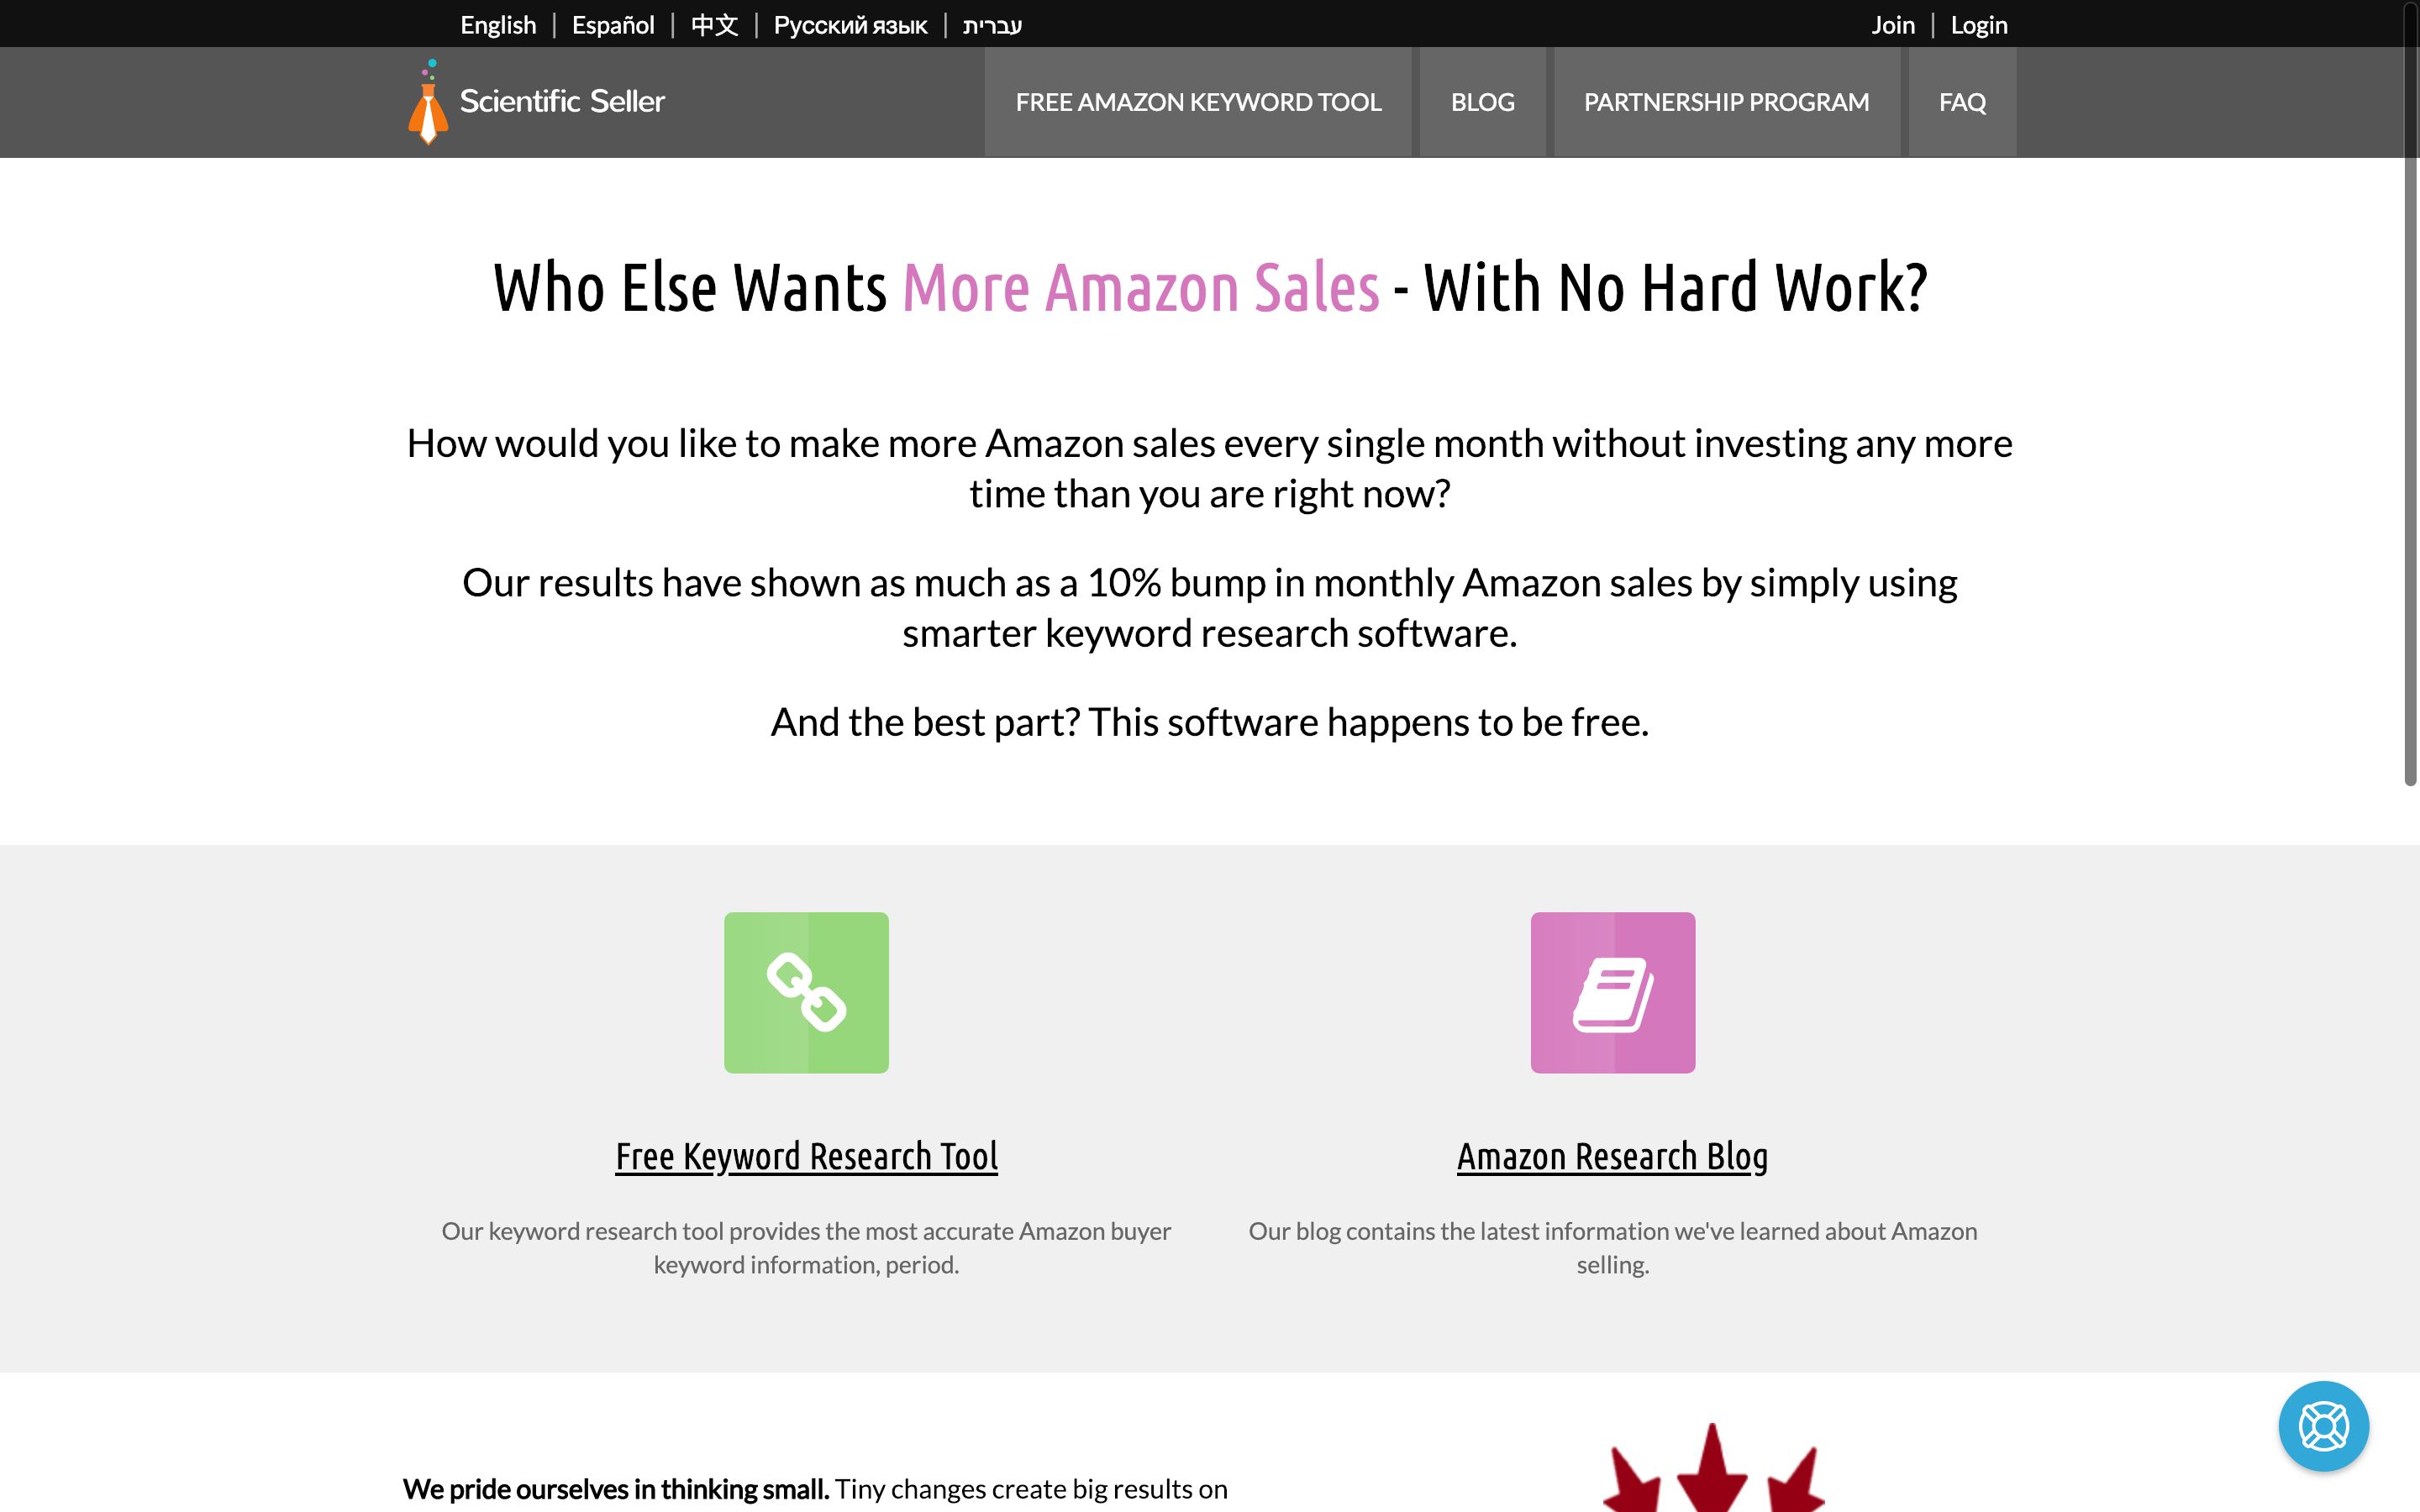 English | Español | 中文 | Русский язык | עברית
Join | Login
Scientific Seller
FREE AMAZON KEYWORD TOOL
BLOG
PARTNERSHIP PROGRAM
FAQ
Who Else Wants More Amazon Sales - With No Hard Work?
How would you like to make more Amazon sales every single month without investing any more
time than you are right now?
Our results have shown as much as a 10% bump in monthly Amazon sales by simply using
smarter keyword research software.
And the best part? This software happens to be free.
Free Keyword Research Tool
Our keyword research tool provides the most accurate Amazon buyer
keyword information, period.
Amazon Research Blog
Our blog contains the latest information we've learned about Amazon
selling.
We pride ourselves in thinking small. Tiny changes create big results on